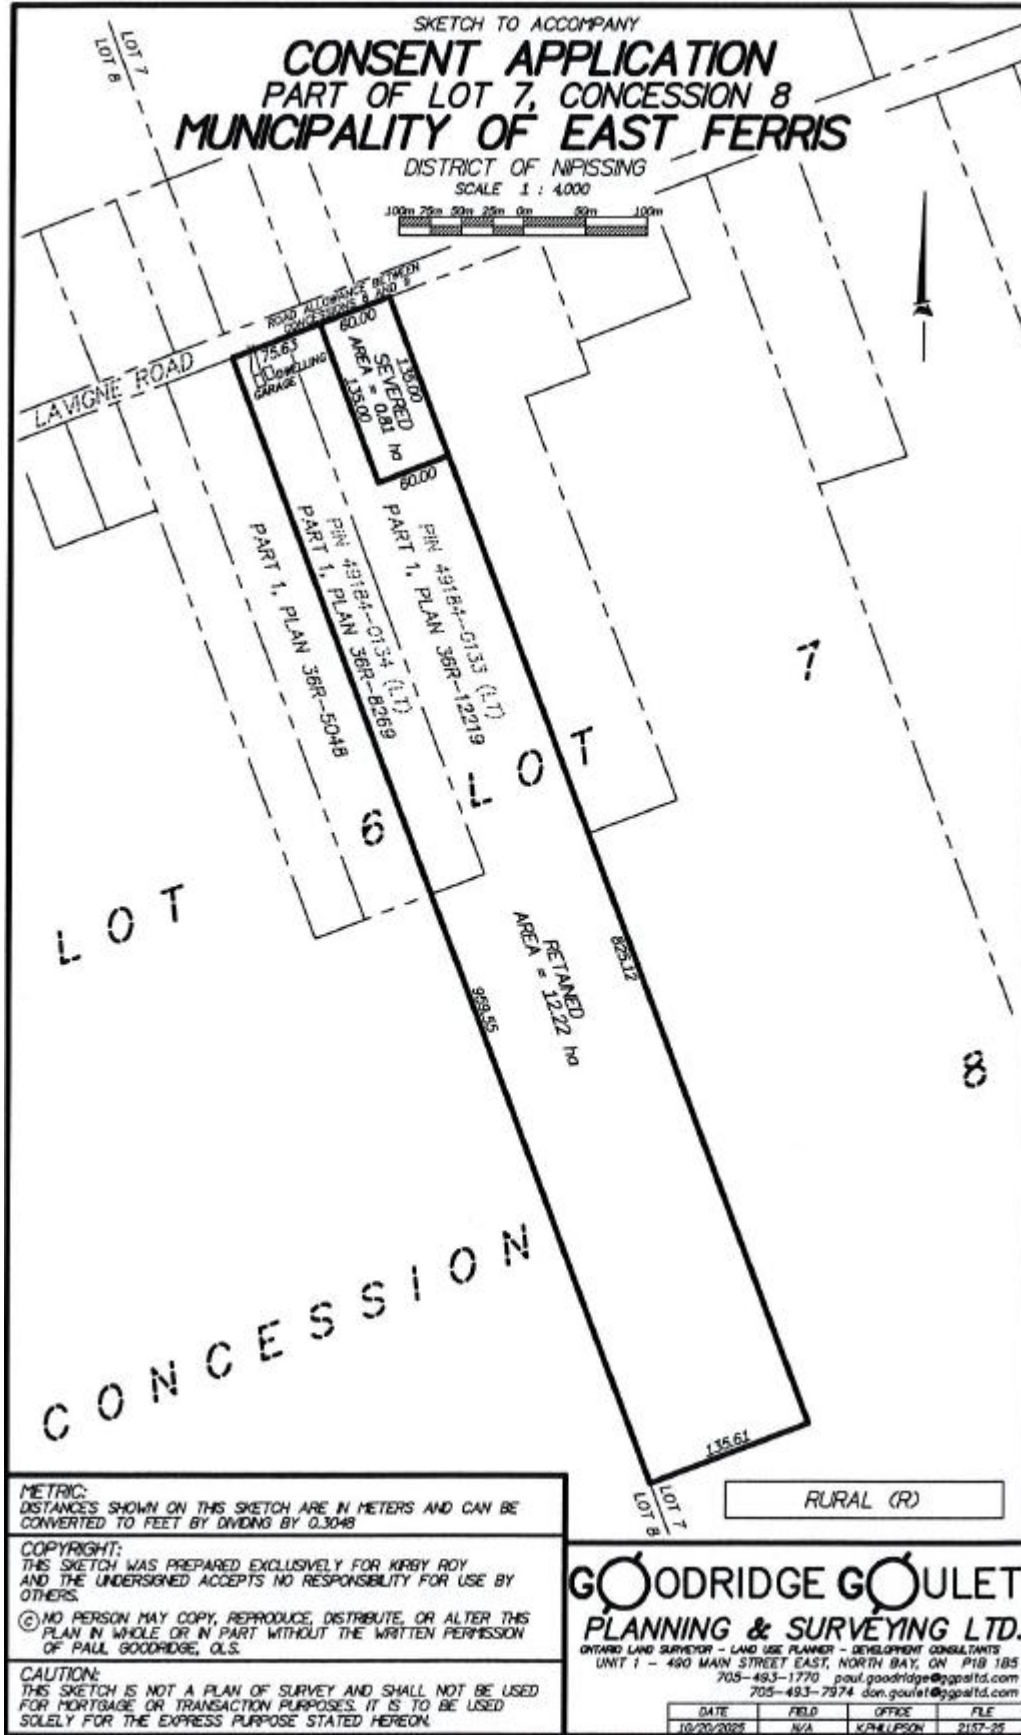 SKETCH TO ACCOMPANY
CONSENT APPLICATION
PART OF LOT 7, CONCESSION 8
MUNICIPALITY OF EAST FERRIS
DISTRICT OF NIPISSING
SCALE 1 : 4,000
100m 75m 50m 25m 0m 50m 100m
LOT 7
LOT 8
ROAD ALLOWANCE BETWEEN
CONCESSIONS 8 AND 9
LAVIGNE ROAD
75.63
DWELLING
GARAGE
60.00
135.00
SEVERED
AREA = 0.81 ha
135.00
60.00
PART 1, PLAN 36R-5048
PIN 49184-0134 (LT)
PART 1, PLAN 36R-8269
PIN 49184-0133 (LT)
PART 1, PLAN 36R-12219
LOT 7
LOT 6
RETAINED
AREA = 12.22 ha
825.12
959.55
CONCESSION 8
135.61
LOT 7
LOT 8
RURAL (R)
METRIC:
DISTANCES SHOWN ON THIS SKETCH ARE IN METERS AND CAN BE
CONVERTED TO FEET BY DIVIDING BY 0.3048
COPYRIGHT:
THIS SKETCH WAS PREPARED EXCLUSIVELY FOR KIRBY ROY
AND THE UNDERSIGNED ACCEPTS NO RESPONSIBILITY FOR USE BY
OTHERS.
© NO PERSON MAY COPY, REPRODUCE, DISTRIBUTE, OR ALTER THIS
PLAN IN WHOLE OR IN PART WITHOUT THE WRITTEN PERMISSION
OF PAUL GOODRIDGE, OLS.
CAUTION:
THIS SKETCH IS NOT A PLAN OF SURVEY AND SHALL NOT BE USED
FOR MORTGAGE OR TRANSACTION PURPOSES. IT IS TO BE USED
SOLELY FOR THE EXPRESS PURPOSE STATED HEREON.
GOODRIDGE GOULET
PLANNING & SURVEYING LTD.
ONTARIO LAND SURVEYOR - LAND USE PLANNER - DEVELOPMENT CONSULTANTS
UNIT 1 - 490 MAIN STREET EAST, NORTH BAY, ON P1B 1B5
705-493-1770 paul.goodridge@ggpsltd.com
705-493-7974 don.goulet@ggpsltd.com
DATE FIELD OFFICE FILE
10/20/2025 N/A K.PHILLIPSON 2157-25